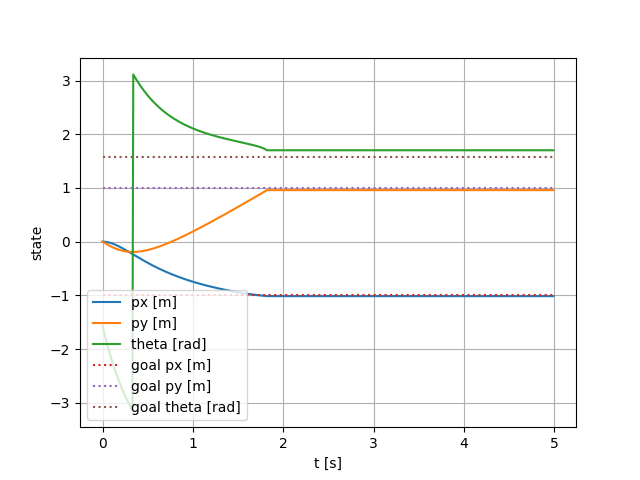 3
2
1
0
−1
−2
−3
state
px [m]
py [m]
theta [rad]
goal px [m]
goal py [m]
goal theta [rad]
0 1 2 3 4 5
t [s]